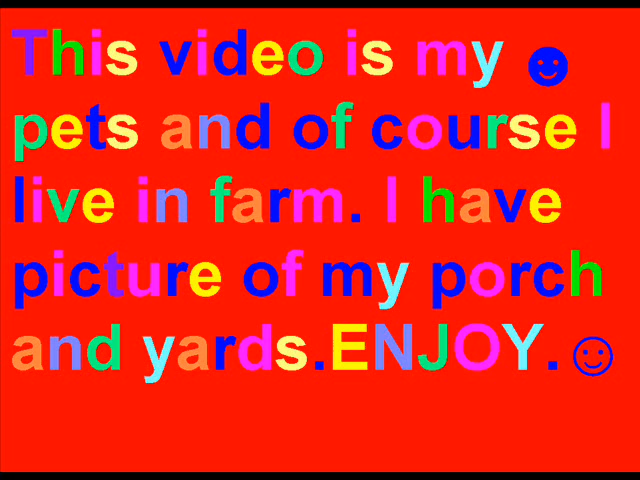 This video is my ☻
pets and of course I
live in farm. I have
picture of my porch
and yards.ENJOY.☺